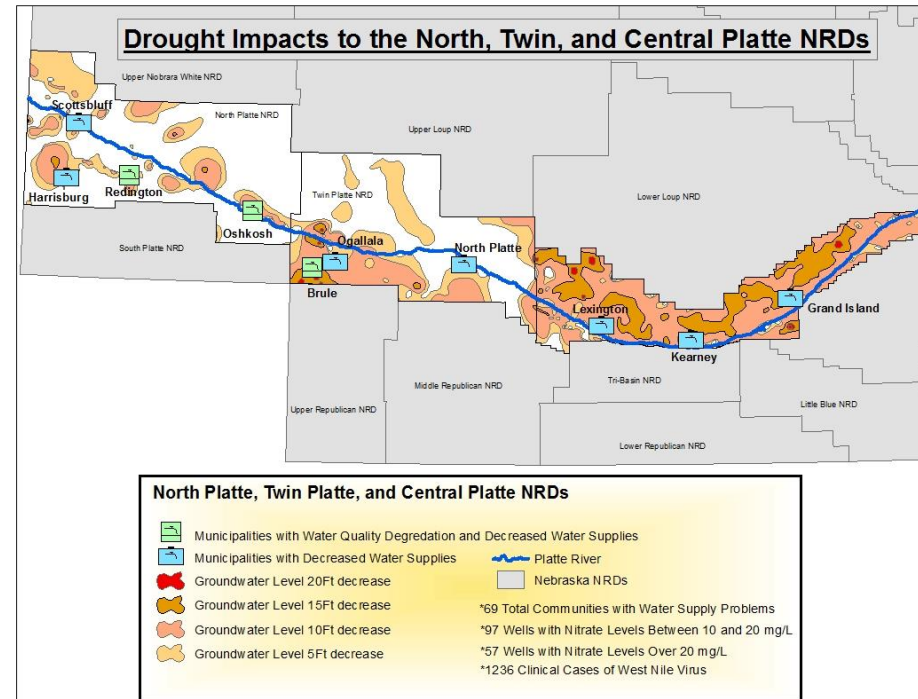 Drought Impacts to the North, Twin, and Central Platte NRDs
Upper Niobrara White NRD
Scottsbluff
North Platte NRD
Upper Loup NRD
Harrisburg
Redington
Twin Platte NRD
Lower Loup NRD
Oshkosh
South Platte NRD
Ogallala
North Platte
Brule
Lexington
Grand Island
Kearney
Middle Republican NRD
Tri-Basin NRD
Upper Republican NRD
Little Blue NRD
Lower Republican NRD
North Platte, Twin Platte, and Central Platte NRDs
Municipalities with Water Quality Degredation and Decreased Water Supplies
Municipalities with Decreased Water Supplies
Platte River
Groundwater Level 20Ft decrease
Nebraska NRDs
Groundwater Level 15Ft decrease
*69 Total Communities with Water Supply Problems
Groundwater Level 10Ft decrease
*97 Wells with Nitrate Levels Between 10 and 20 mg/L
Groundwater Level 5Ft decrease
*57 Wells with Nitrate Levels Over 20 mg/L
*1236 Clinical Cases of West Nile Virus